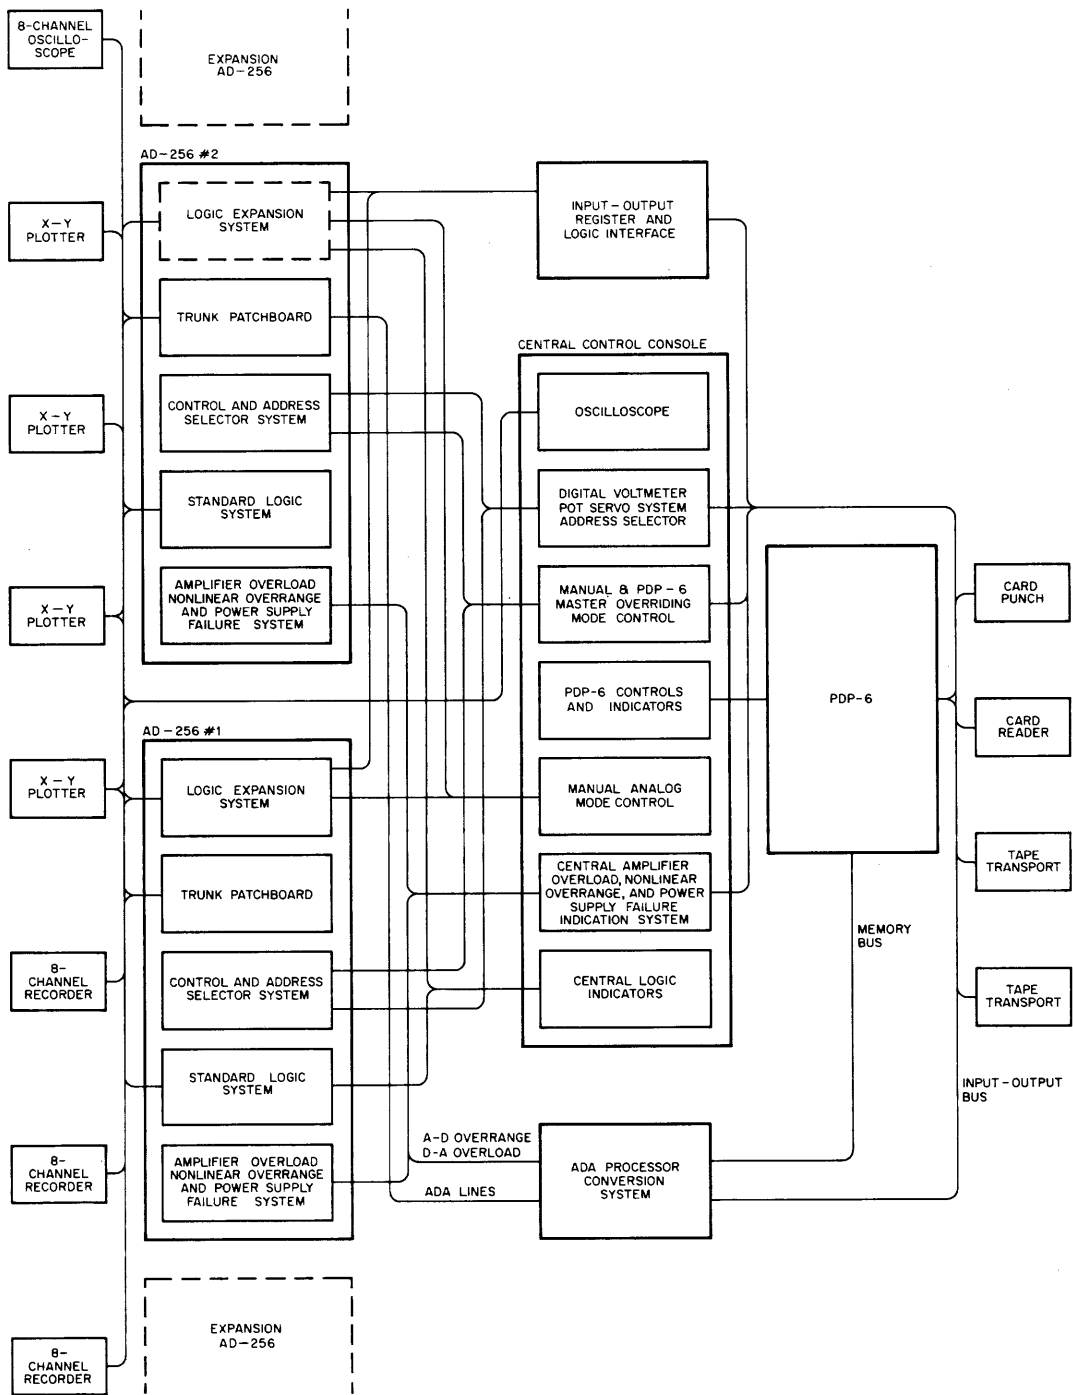 8-CHANNEL
OSCILLO-
SCOPE
X-Y
PLOTTER
X-Y
PLOTTER
X-Y
PLOTTER
X-Y
PLOTTER
8-
CHANNEL
RECORDER
8-
CHANNEL
RECORDER
8-
CHANNEL
RECORDER
EXPANSION
AD-256
AD-256 #2
LOGIC EXPANSION
SYSTEM
TRUNK PATCHBOARD
CONTROL AND ADDRESS
SELECTOR SYSTEM
STANDARD LOGIC
SYSTEM
AMPLIFIER OVERLOAD
NONLINEAR OVERRANGE
AND POWER SUPPLY
FAILURE SYSTEM
AD-256 #1
LOGIC EXPANSION
SYSTEM
TRUNK PATCHBOARD
CONTROL AND ADDRESS
SELECTOR SYSTEM
STANDARD LOGIC
SYSTEM
AMPLIFIER OVERLOAD
NONLINEAR OVERRANGE
AND POWER SUPPLY
FAILURE SYSTEM
EXPANSION
AD-256
INPUT-OUTPUT
REGISTER AND
LOGIC INTERFACE
CENTRAL CONTROL CONSOLE
OSCILLOSCOPE
DIGITAL VOLTMETER
POT SERVO SYSTEM
ADDRESS SELECTOR
MANUAL & PDP-6
MASTER OVERRIDING
MODE CONTROL
PDP-6 CONTROLS
AND INDICATORS
MANUAL ANALOG
MODE CONTROL
CENTRAL AMPLIFIER
OVERLOAD, NONLINEAR
OVERRANGE, AND POWER
SUPPLY FAILURE
INDICATION SYSTEM
CENTRAL LOGIC
INDICATORS
A-D OVERRANGE
D-A OVERLOAD
ADA LINES
ADA PROCESSOR
CONVERSION
SYSTEM
PDP-6
MEMORY
BUS
INPUT-OUTPUT
BUS
CARD
PUNCH
CARD
READER
TAPE
TRANSPORT
TAPE
TRANSPORT